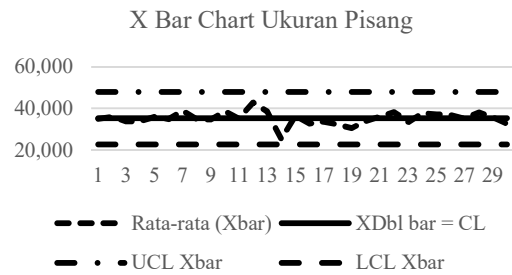 X Bar Chart Ukuran Pisang
60,000
40,000
20,000
1 3 5 7 9 11 13 15 17 19 21 23 25 27 29
Rata-rata (Xbar) XDbl bar = CL
UCL Xbar LCL Xbar